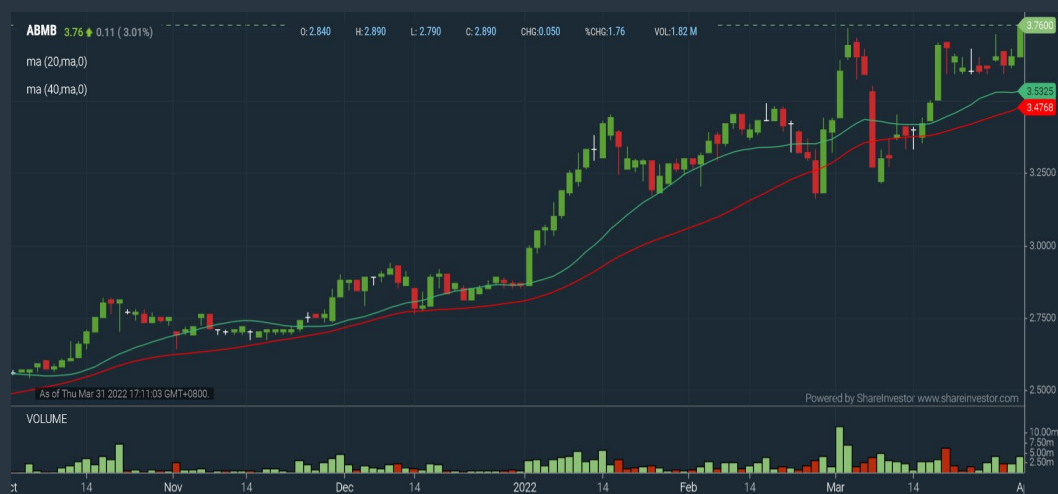 ABMB 3.76 0.11 ( 3.01%) O: 2.840 H: 2.890 L: 2.790 C: 2.890 CHG:0.050 %CHG:1.76 VOL:1.82 M
3.7600
ma (20,ma,0)
ma (40,ma,0)
3.5325
3.4768
3.2500
3.0000
2.7500
2.5000
As of Thu Mar 31 2022 17:11:03 GMT+0800.
Powered by ShareInvestor www.shareinvestor.com
VOLUME
10.00m
7.50m
5.00m
2.50m
ct 14 Nov 14 Dec 14 2022 14 Feb 14 Mar 14 A